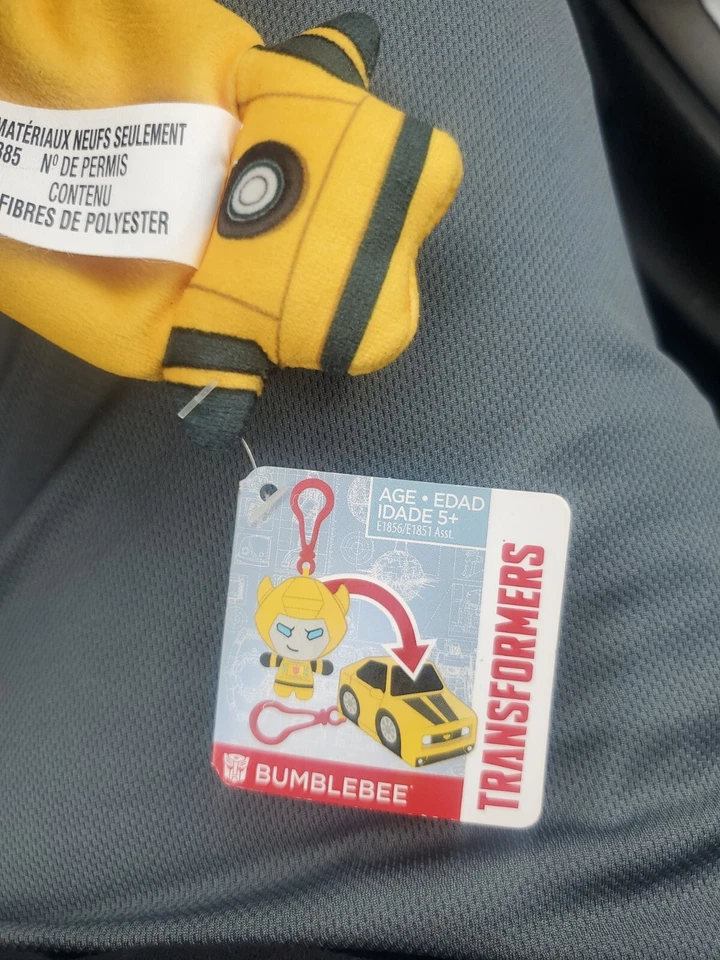 MATÉRIAUX NEUFS SEULEMENT
385 Nº DE PERMIS
CONTENU
FIBRES DE POLYESTER
AGE • EDAD
IDADE 5+
E1856/E1851 Asst.
TRANSFORMERS
BUMBLEBEE